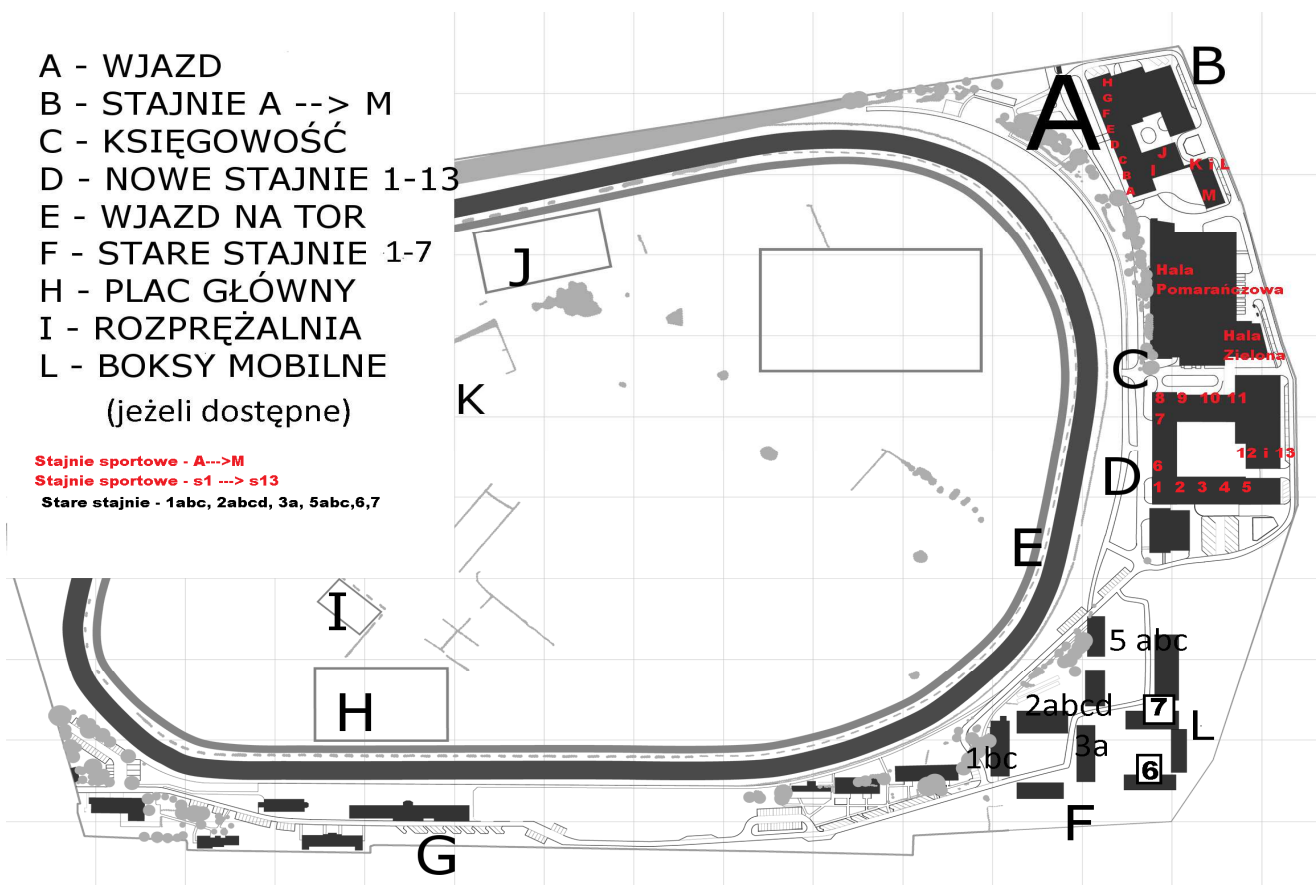 A - WJAZD
B - STAJNIE A --> M
C - KSIĘGOWOŚĆ
D - NOWE STAJNIE 1-13
E - WJAZD NA TOR
F - STARE STAJNIE 1-7
H - PLAC GŁÓWNY
I - ROZPRĘŻALNIA
L - BOKSY MOBILNE
(jeżeli dostępne)
Stajnie sportowe - A--->M
Stajnie sportowe - s1 ---> s13
Stare stajnie - 1abc, 2abcd, 3a, 5abc,6,7
A
B
H
G
F
E
D
C
B
A
J
I
K i L
M
Hala
Pomarańczowa
Hala
Zielona
C
8 9 10 11
7
12 i 13
6
1 2 3 4 5
D
J
K
E
I
H
5 abc
2abcd
7
L
1bc
3a
6
F
G